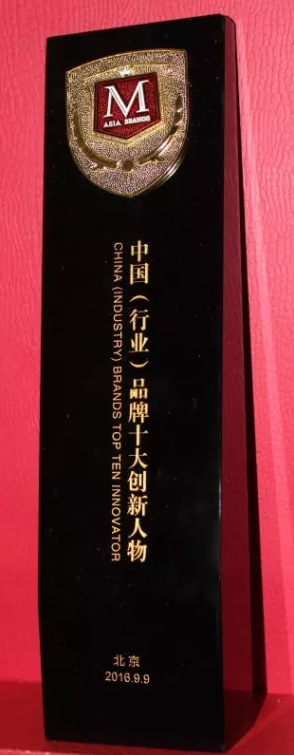 M
ASIA BRANDS
中国（行业）品牌十大创新人物
CHINA (INDUSTRY) BRANDS TOP TEN INNOVATOR
北京
2016.9.9